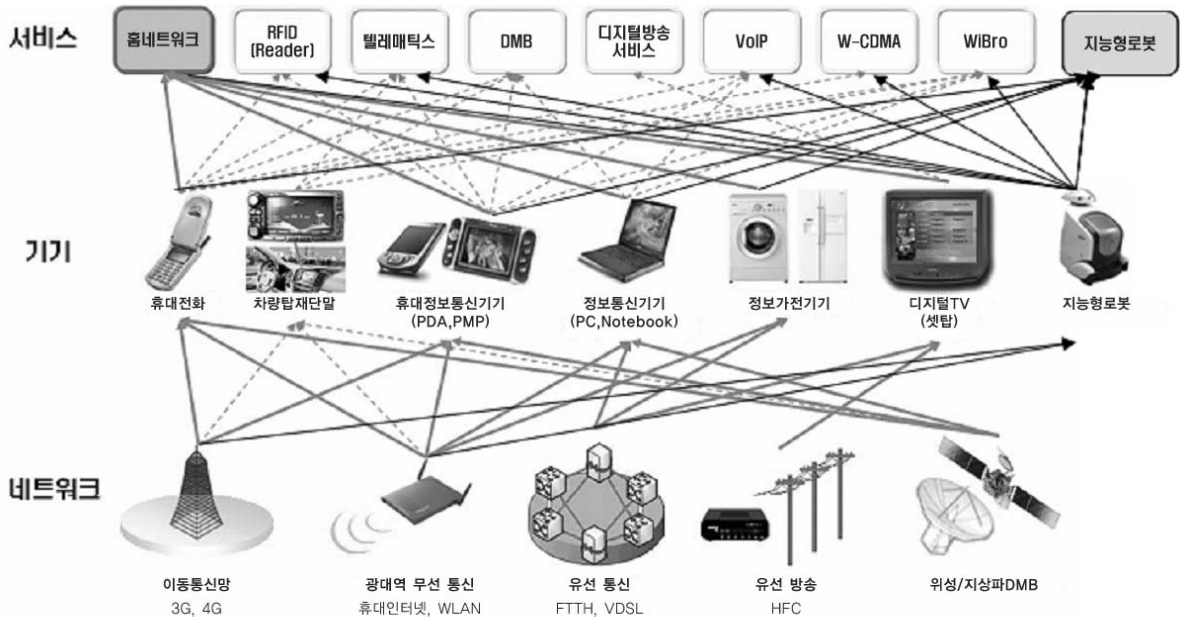 서비스
홈네트워크
RFID
(Reader)
텔레매틱스
DMB
디지털방송
서비스
VoIP
W-CDMA
WiBro
지능형로봇
기기
휴대전화
차량탑재단말
휴대정보통신기기
(PDA,PMP)
정보통신기기
(PC,Notebook)
정보가전기기
디지털TV
(셋탑)
지능형로봇
네트워크
이동통신망
3G, 4G
광대역 무선 통신
휴대인터넷, WLAN
유선 통신
FTTH, VDSL
유선 방송
HFC
위성/지상파DMB